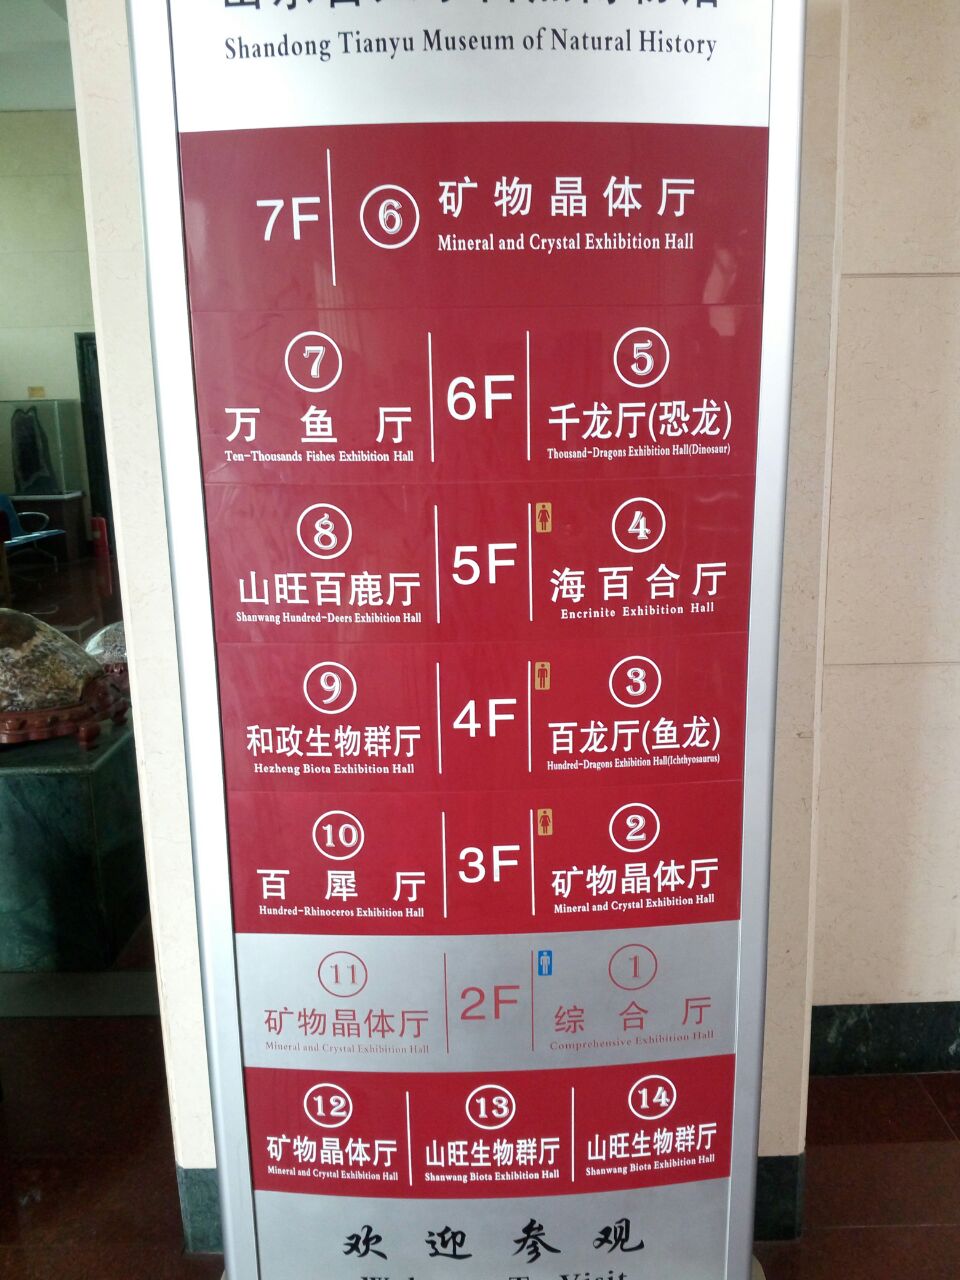 Shandong Tianyu Museum of Natural History
7F
6
矿物晶体厅
Mineral and Crystal Exhibition Hall
7
万鱼厅
Ten-Thousands Fishes Exhibition Hall
6F
5
千龙厅(恐龙)
Thousand-Dragons Exhibition Hall(Dinosaur)
8
山旺百鹿厅
Shanwang Hundred-Deers Exhibition Hall
5F
4
海百合厅
Encrinite Exhibition Hall
9
和政生物群厅
Hezheng Biota Exhibition Hall
4F
3
百龙厅(鱼龙)
Hundred-Dragons Exhibition Hall(Ichthyosaurus)
10
百犀厅
Hundred-Rhinoceros Exhibition Hall
3F
2
矿物晶体厅
Mineral and Crystal Exhibition Hall
11
矿物晶体厅
Mineral and Crystal Exhibition Hall
2F
1
综合厅
Comprehensive Exhibition Hall
12
矿物晶体厅
Mineral and Crystal Exhibition Hall
13
山旺生物群厅
Shanwang Biota Exhibition Hall
14
山旺生物群厅
Shanwang Biota Exhibition Hall
欢迎参观
Welcome To Visit